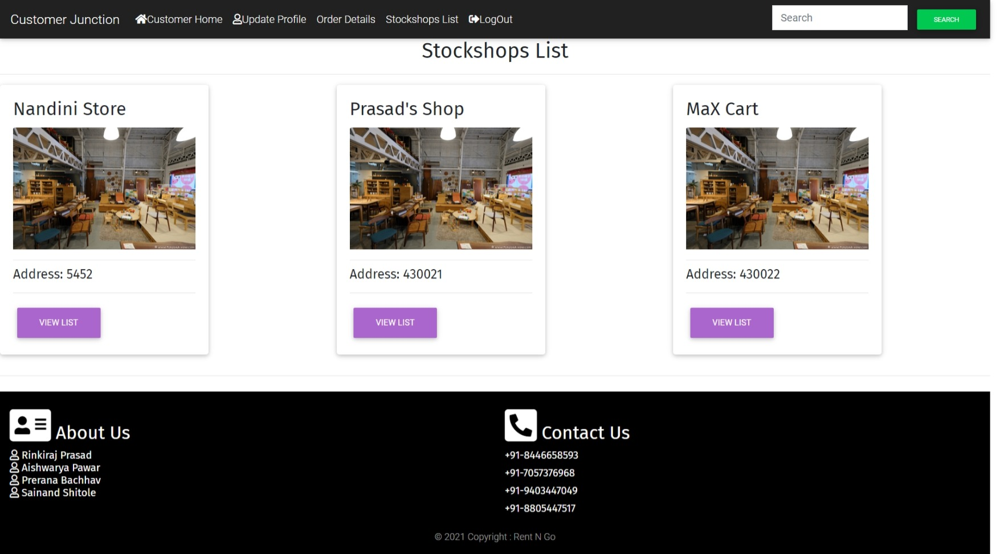 Customer Junction Customer Home Update Profile Order Details Stockshops List LogOut Search SEARCH
Stockshops List
Nandini Store
Address: 5452
VIEW LIST
Prasad's Shop
Address: 430021
VIEW LIST
MaX Cart
Address: 430022
VIEW LIST
About Us
Rinkiraj Prasad
Aishwarya Pawar
Prerana Bachhav
Sainand Shitole
Contact Us
+91-8446658593
+91-7057376968
+91-9403447049
+91-8805447517
© 2021 Copyright : Rent N Go